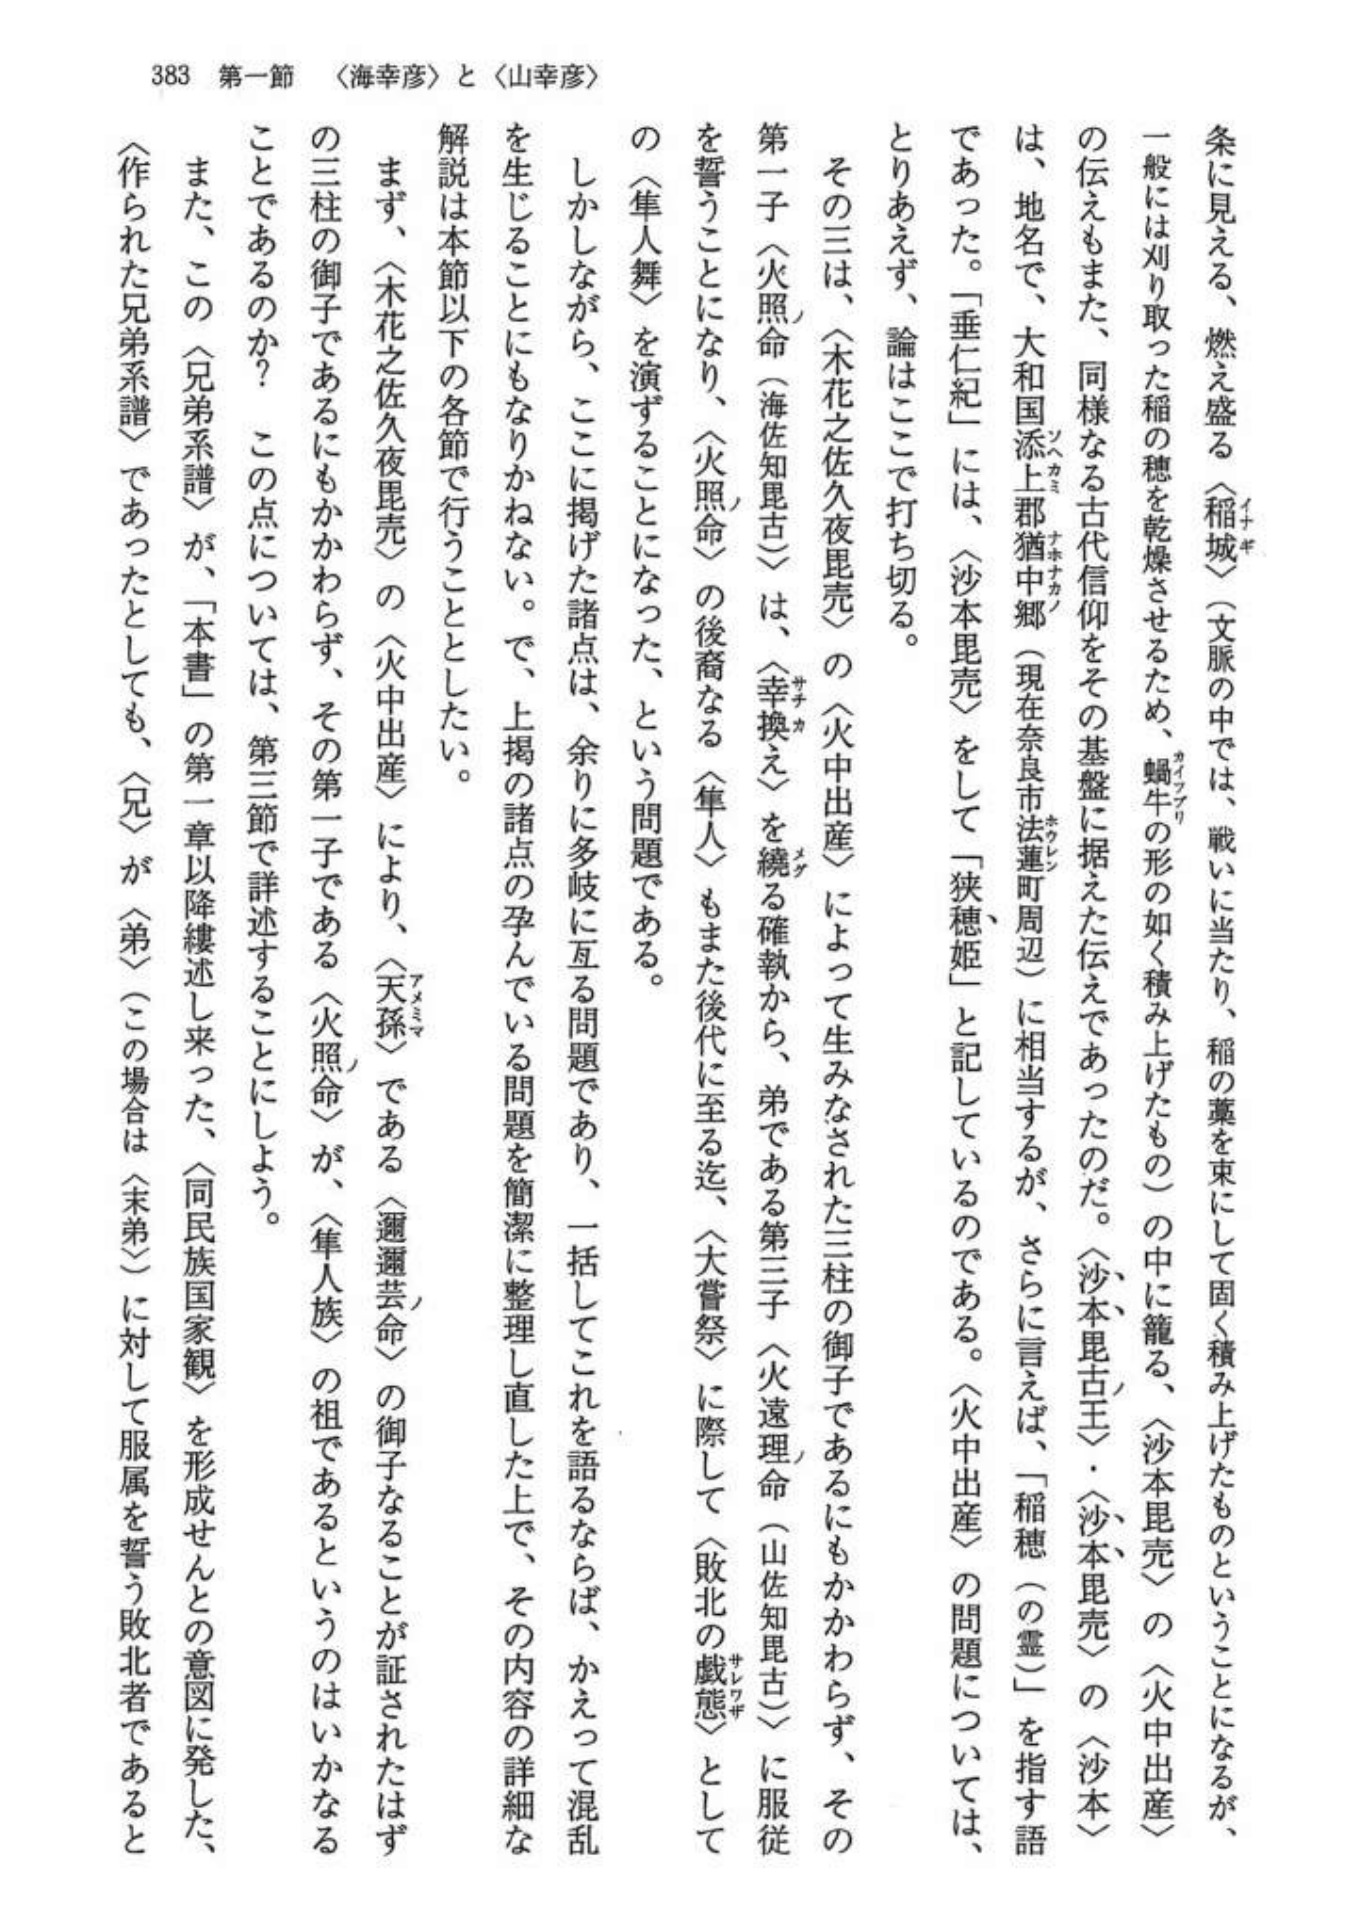 383　第一節　〈海幸彦〉と〈山幸彦〉
条に見える、燃え盛る〈稲城〉（文脈の中では、戦いに当たり、稲の藁を束にして固く積み上げたものということになるが、
一般には刈り取った稲の穂を乾燥させるため、蝸牛の形の如く積み上げたもの）の中に籠る、〈沙本毘売〉の〈火中出産〉
の伝えもまた、同様なる古代信仰をその基盤に据えた伝えであったのだ。〈沙本毘古ノ王〉・〈沙本毘売〉の〈沙本〉
は、地名で、大和国添上郡猶中郷（現在奈良市法蓮町周辺）に相当するが、さらに言えば、「稲穂（の霊）」を指す語
であった。「垂仁紀」には、〈沙本毘売〉をして「狭穂姫」と記しているのである。〈火中出産〉の問題については、
とりあえず、論はここで打ち切る。
その三は、〈木花之佐久夜毘売〉の〈火中出産〉によって生みなされた三柱の御子であるにもかかわらず、その
第一子〈火照ノ命（海佐知毘古）〉は、〈幸換え〉を繞る確執から、弟である第三子〈火遠理ノ命（山佐知毘古）〉に服従
を誓うことになり、〈火照ノ命〉の後裔なる〈隼人〉もまた後代に至る迄、〈大嘗祭〉に際して〈敗北の戯態〉として
の〈隼人舞〉を演ずることになった、という問題である。
しかしながら、ここに掲げた諸点は、余りに多岐に亙る問題であり、一括してこれを語るならば、かえって混乱
を生じることにもなりかねない。で、上掲の諸点の孕んでいる問題を簡潔に整理し直した上で、その内容の詳細な
解説は本節以下の各節で行うこととしたい。
まず、〈木花之佐久夜毘売〉の〈火中出産〉により、〈天孫〉である〈邇邇芸ノ命〉の御子なることが証されたはず
の三柱の御子であるにもかかわらず、その第一子である〈火照ノ命〉が、〈隼人族〉の祖であるというのはいかなる
ことであるのか？　この点については、第三節で詳述することにしよう。
また、この〈兄弟系譜〉が、「本書」の第一章以降縷述し来った、〈同民族国家観〉を形成せんとの意図に発した、
〈作られた兄弟系譜〉であったとしても、〈兄〉が〈弟〉（この場合は〈末弟〉）に対して服属を誓う敗北者であると